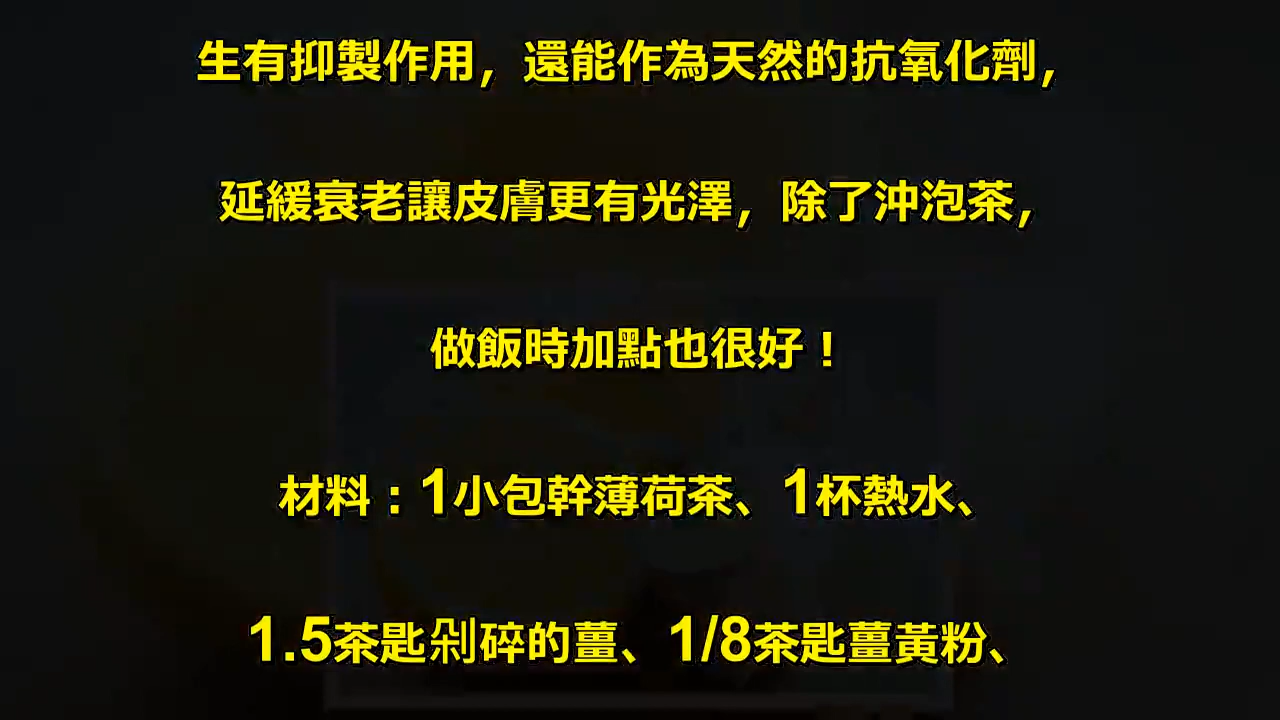 生有抑製作用，還能作為天然的抗氧化劑，
延緩衰老讓皮膚更有光澤，除了沖泡茶，
做飯時加點也很好！
材料：1小包幹薄荷茶、1杯熱水、
1.5茶匙剁碎的薑、1/8茶匙薑黃粉、